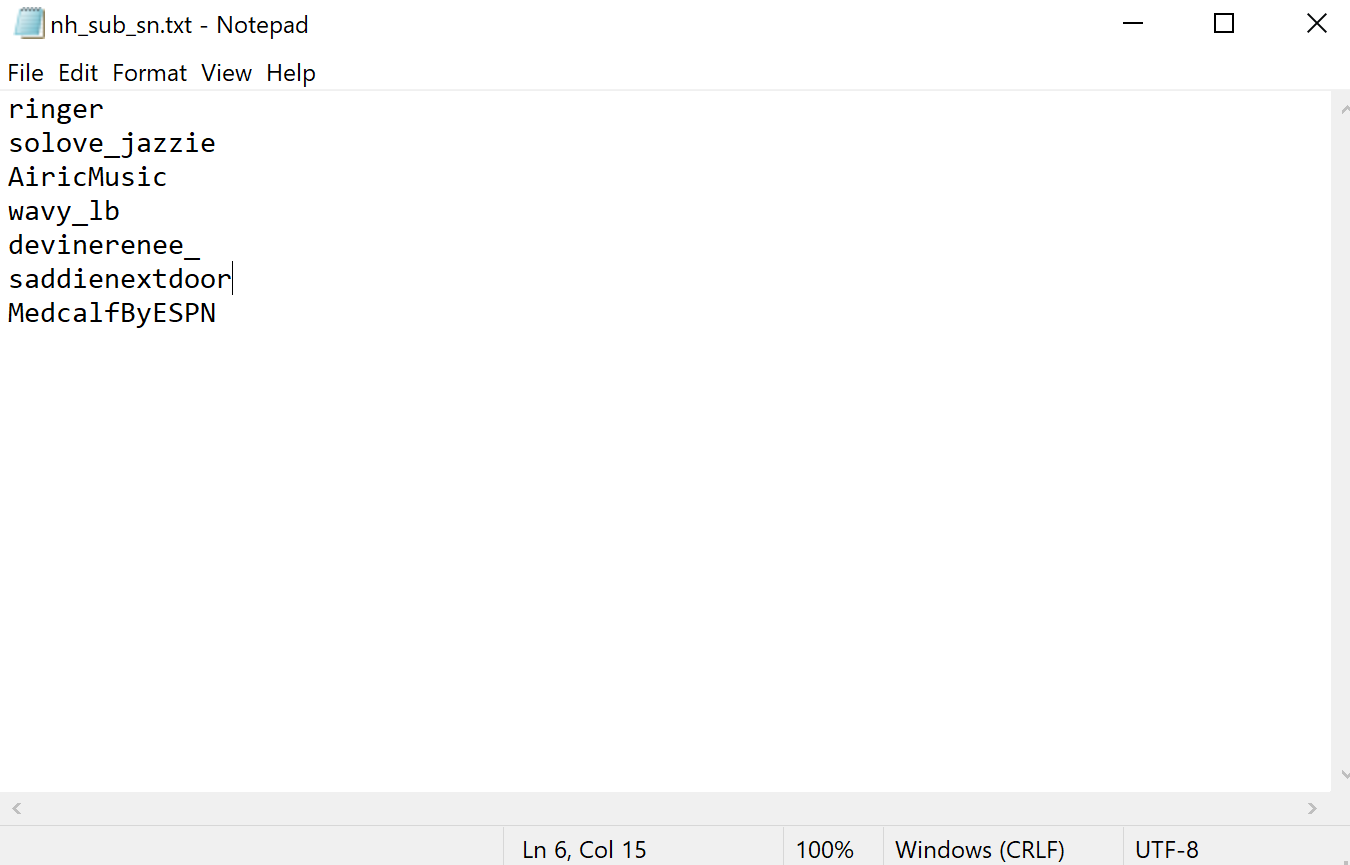 nh_sub_sn.txt - Notepad
File Edit Format View Help
ringer
solove_jazzie
AiricMusic
wavy_lb
devinerenee_
saddienextdoor
MedcalfByESPN
Ln 6, Col 15 100% Windows (CRLF) UTF-8